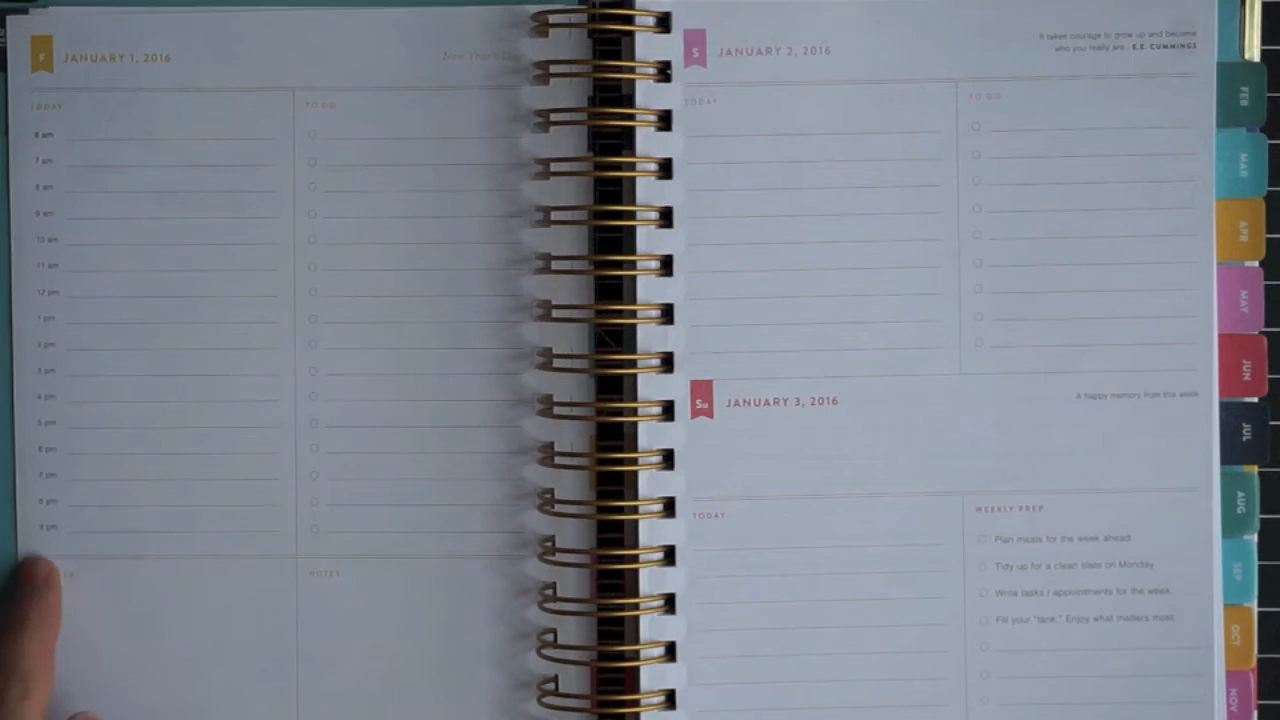 F JANUARY 1, 2016
New Year's Day
TODAY
TO DO
6 am
7 am
8 am
9 am
10 am
11 am
12 pm
1 pm
2 pm
3 pm
4 pm
5 pm
6 pm
7 pm
8 pm
9 pm
NOTES
S JANUARY 2, 2016
It takes courage to grow up and become
who you really are. E.E. CUMMINGS
TODAY
TO DO
Su JANUARY 3, 2016
A happy memory from this week
TODAY
WEEKLY PREP
Plan meals for the week ahead.
Tidy up for a clean slate on Monday.
Write tasks / appointments for the week.
Fill your "tank." Enjoy what matters most.
FEB
MAR
APR
MAY
JUN
JUL
AUG
SEP
OCT
NOV